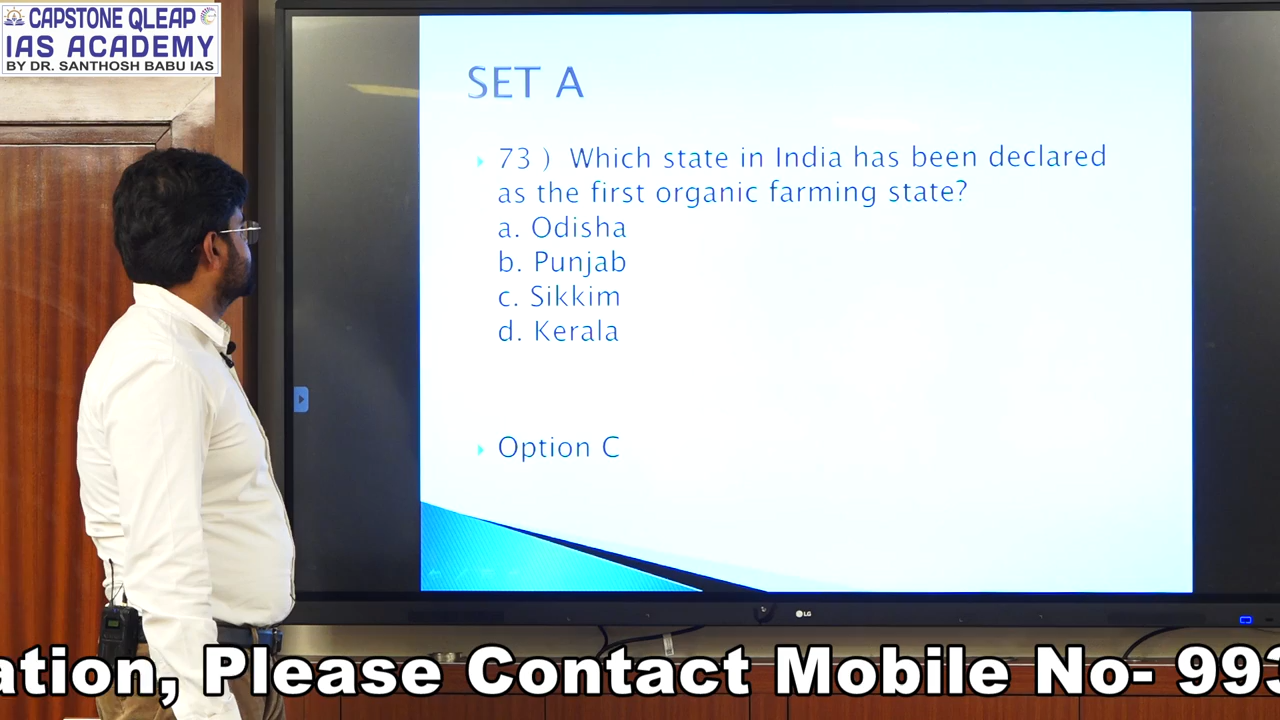 CAPSTONE QLEAP
IAS ACADEMY
BY DR. SANTHOSH BABU IAS
SET A
73 ) Which state in India has been declared
as the first organic farming state?
a. Odisha
b. Punjab
c. Sikkim
d. Kerala
Option C
LG
ation, Please Contact Mobile No- 993